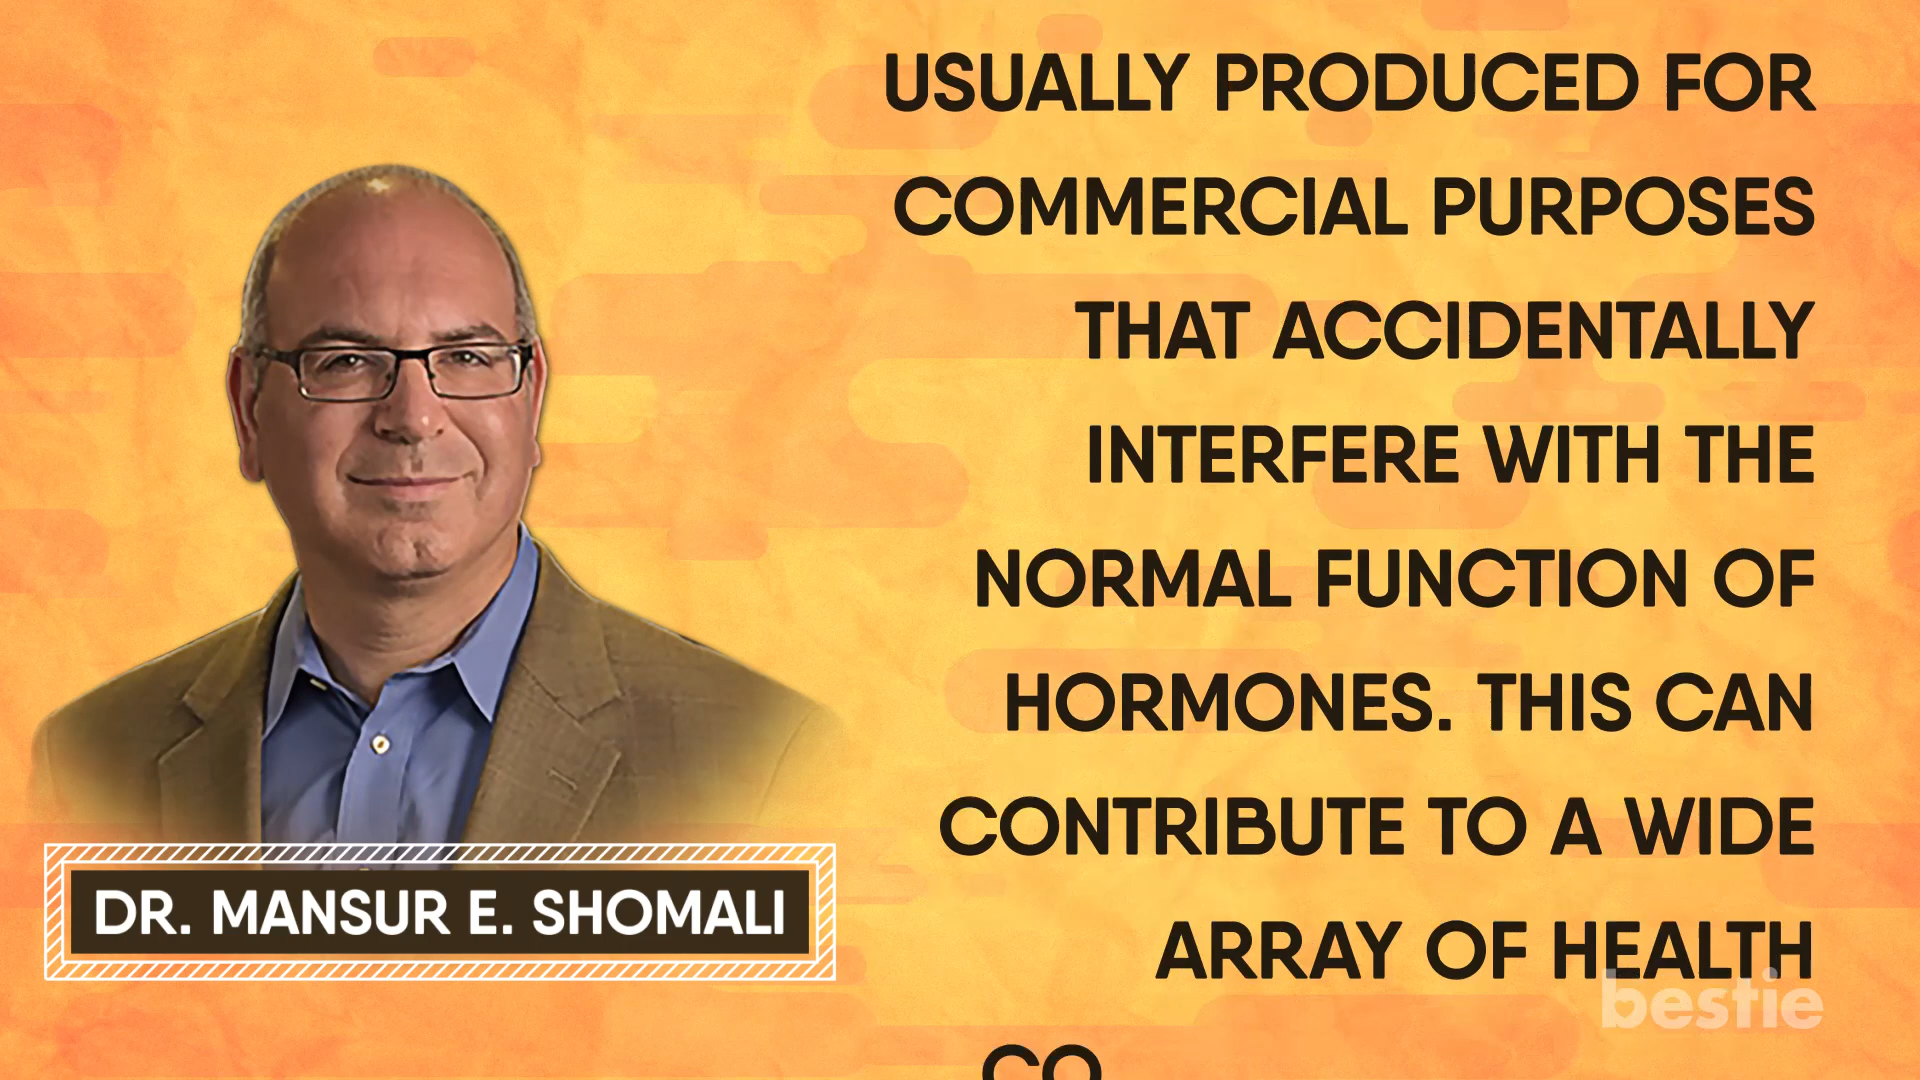 USUALLY PRODUCED FOR
COMMERCIAL PURPOSES
THAT ACCIDENTALLY
INTERFERE WITH THE
NORMAL FUNCTION OF
HORMONES. THIS CAN
CONTRIBUTE TO A WIDE
ARRAY OF HEALTH
CO
DR. MANSUR E. SHOMALI
bestie